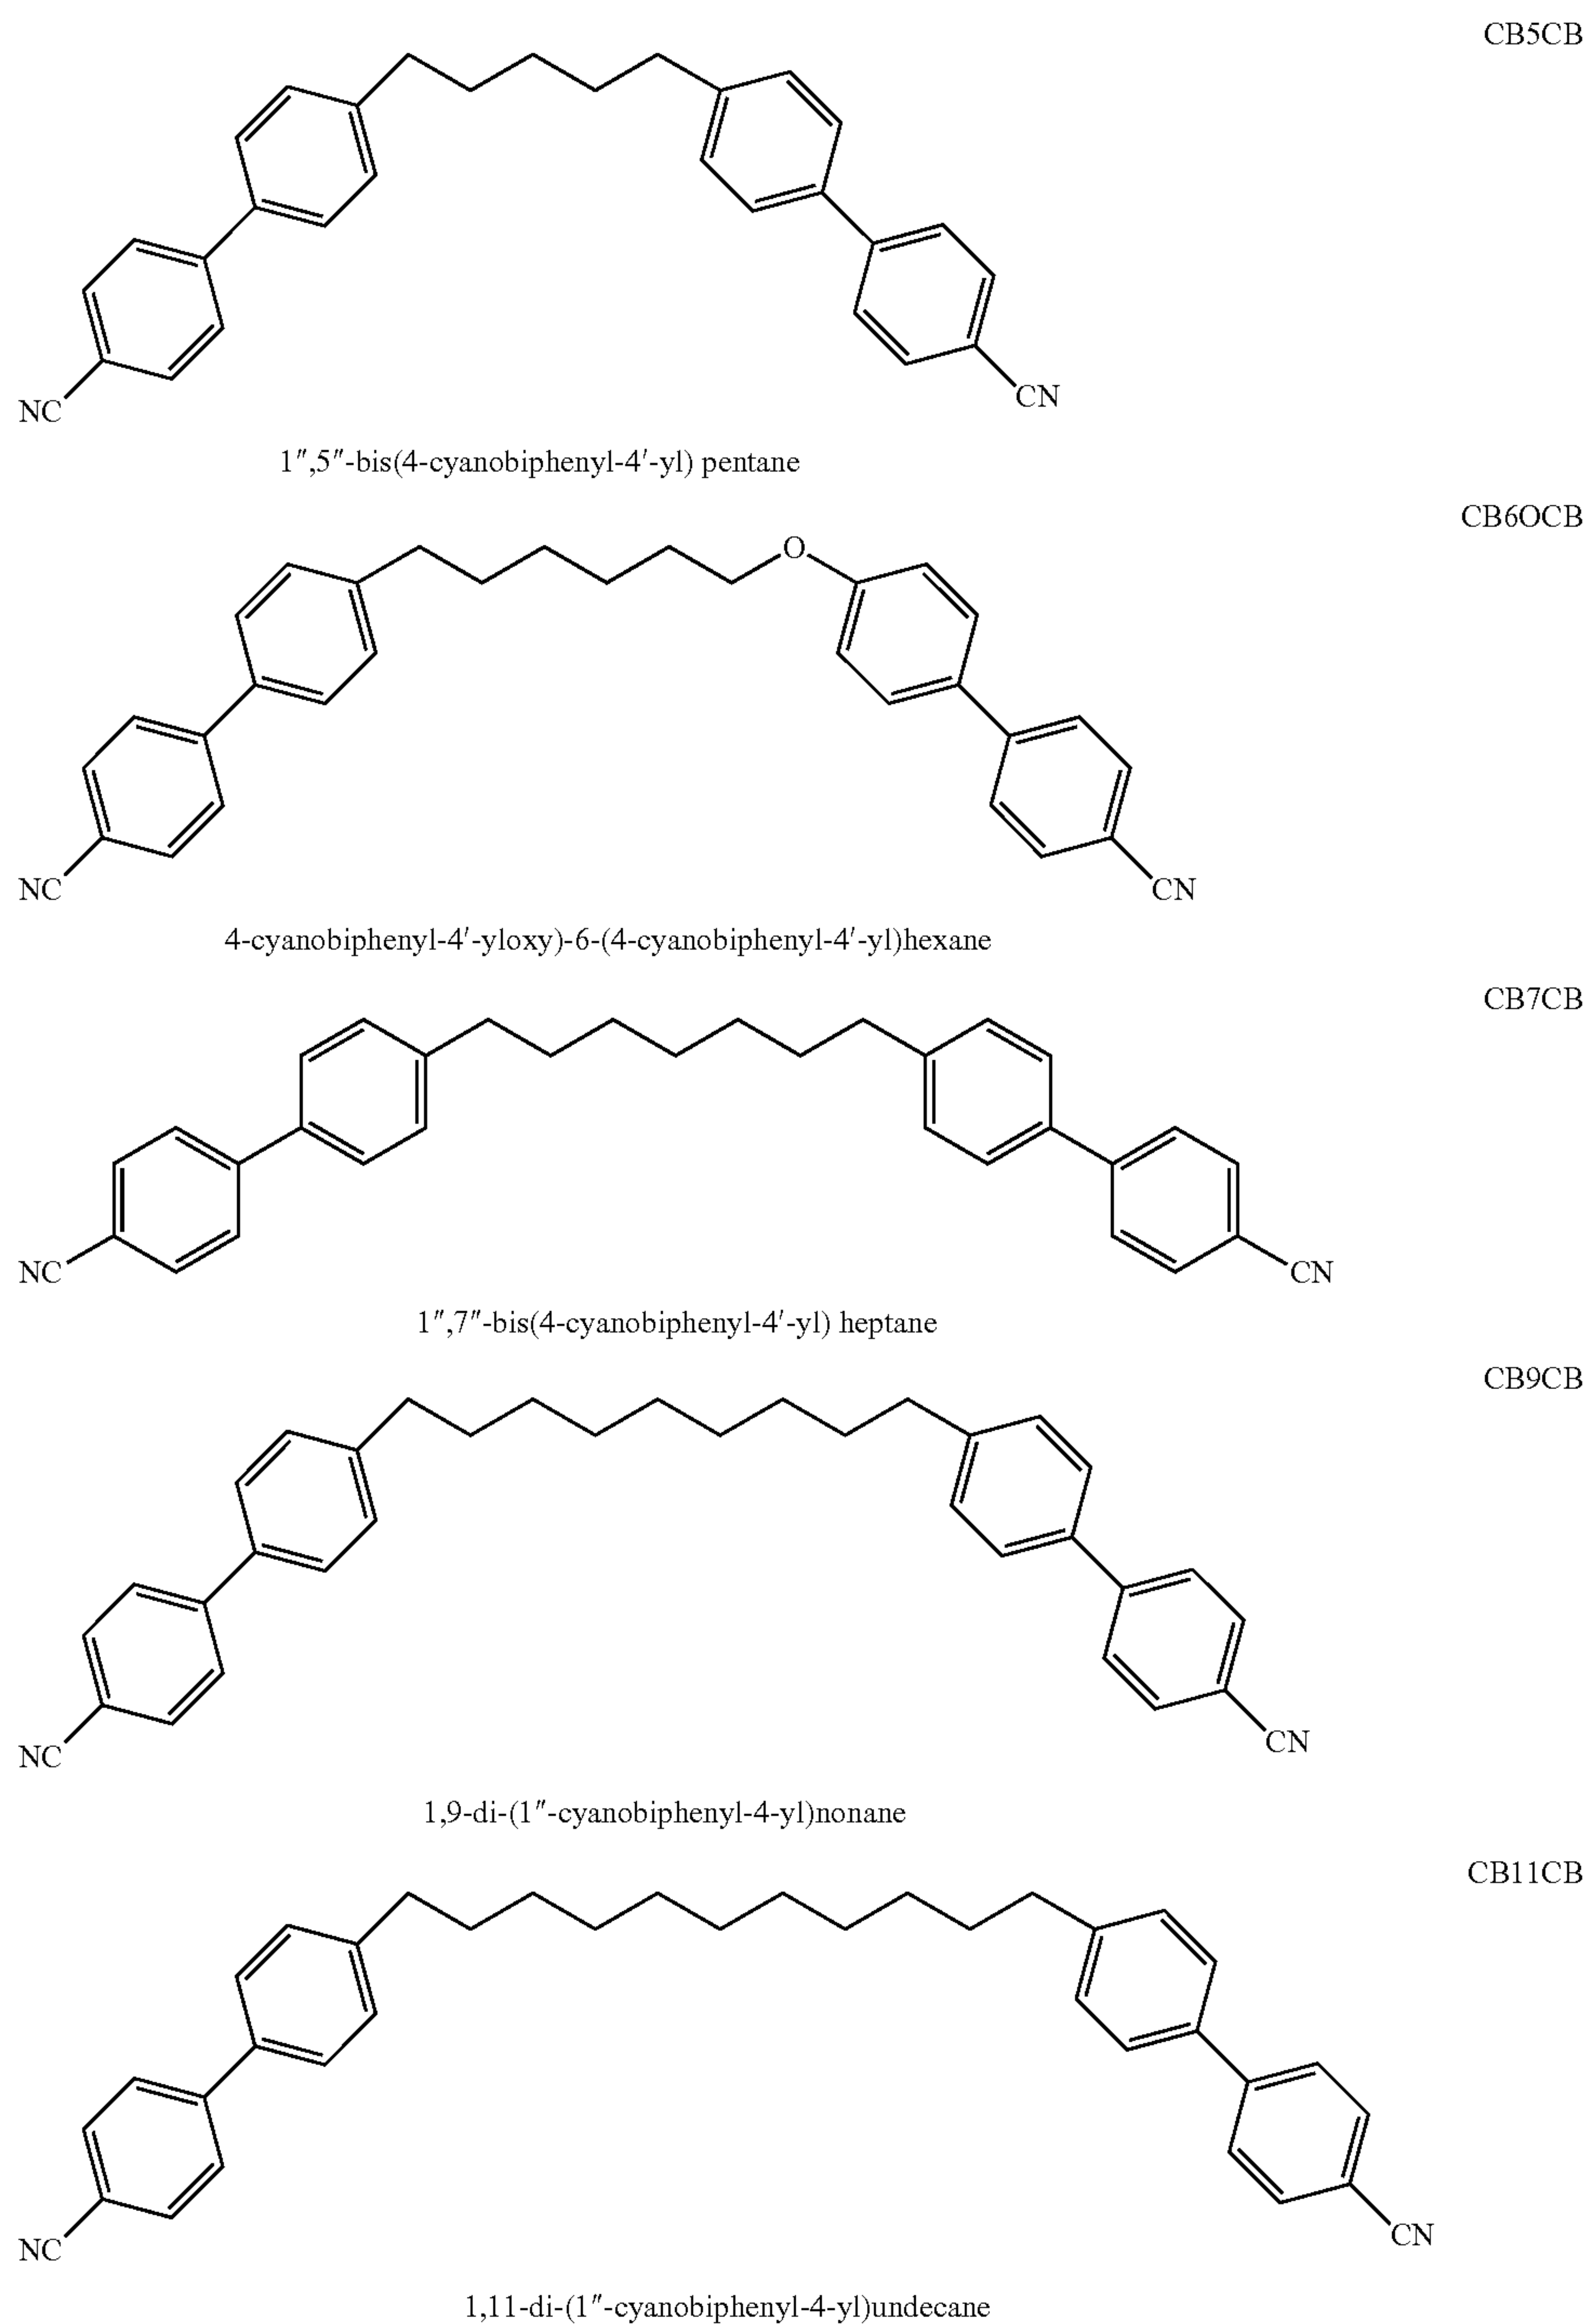 CB5CB
NC
CN
1″,5″-bis(4-cyanobiphenyl-4′-yl) pentane
CB6OCB
O
NC
CN
4-cyanobiphenyl-4′-yloxy)-6-(4-cyanobiphenyl-4′-yl)hexane
CB7CB
NC
CN
1″,7″-bis(4-cyanobiphenyl-4′-yl) heptane
CB9CB
NC
CN
1,9-di-(1″-cyanobiphenyl-4-yl)nonane
CB11CB
NC
CN
1,11-di-(1″-cyanobiphenyl-4-yl)undecane